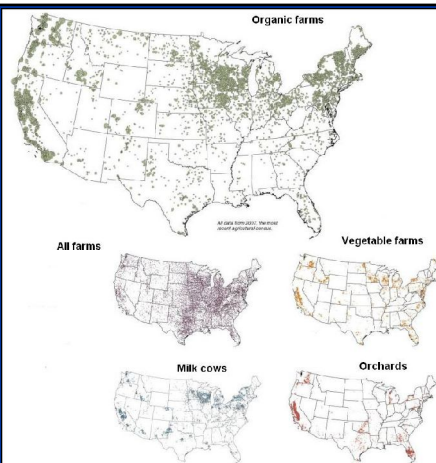 Organic farms
All data from 2007, the most
recent agricultural census.
All farms
Vegetable farms
Milk cows
Orchards